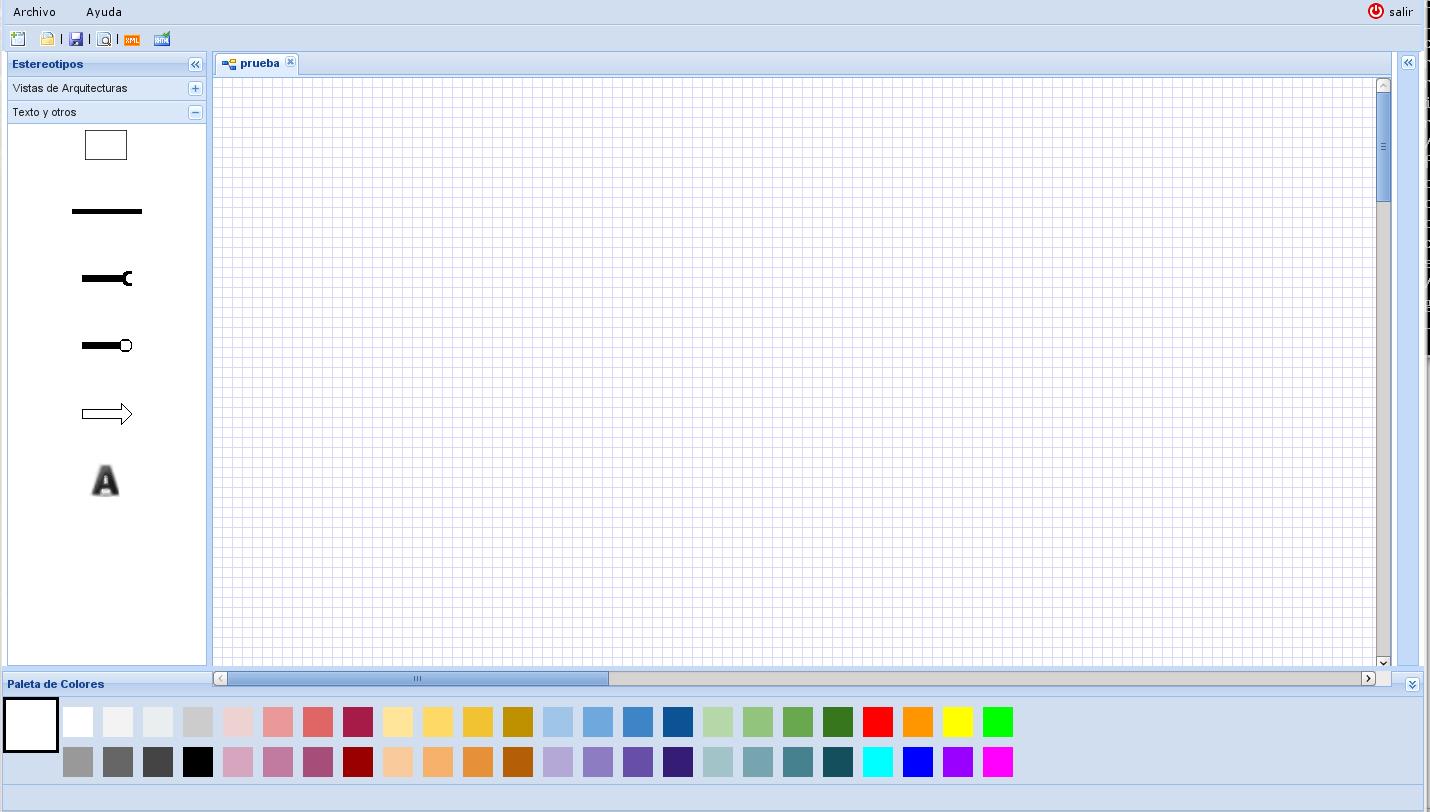 Archivo Ayuda salir
XML
Estereotipos prueba
Vistas de Arquitecturas
Texto y otros
A
Paleta de Colores